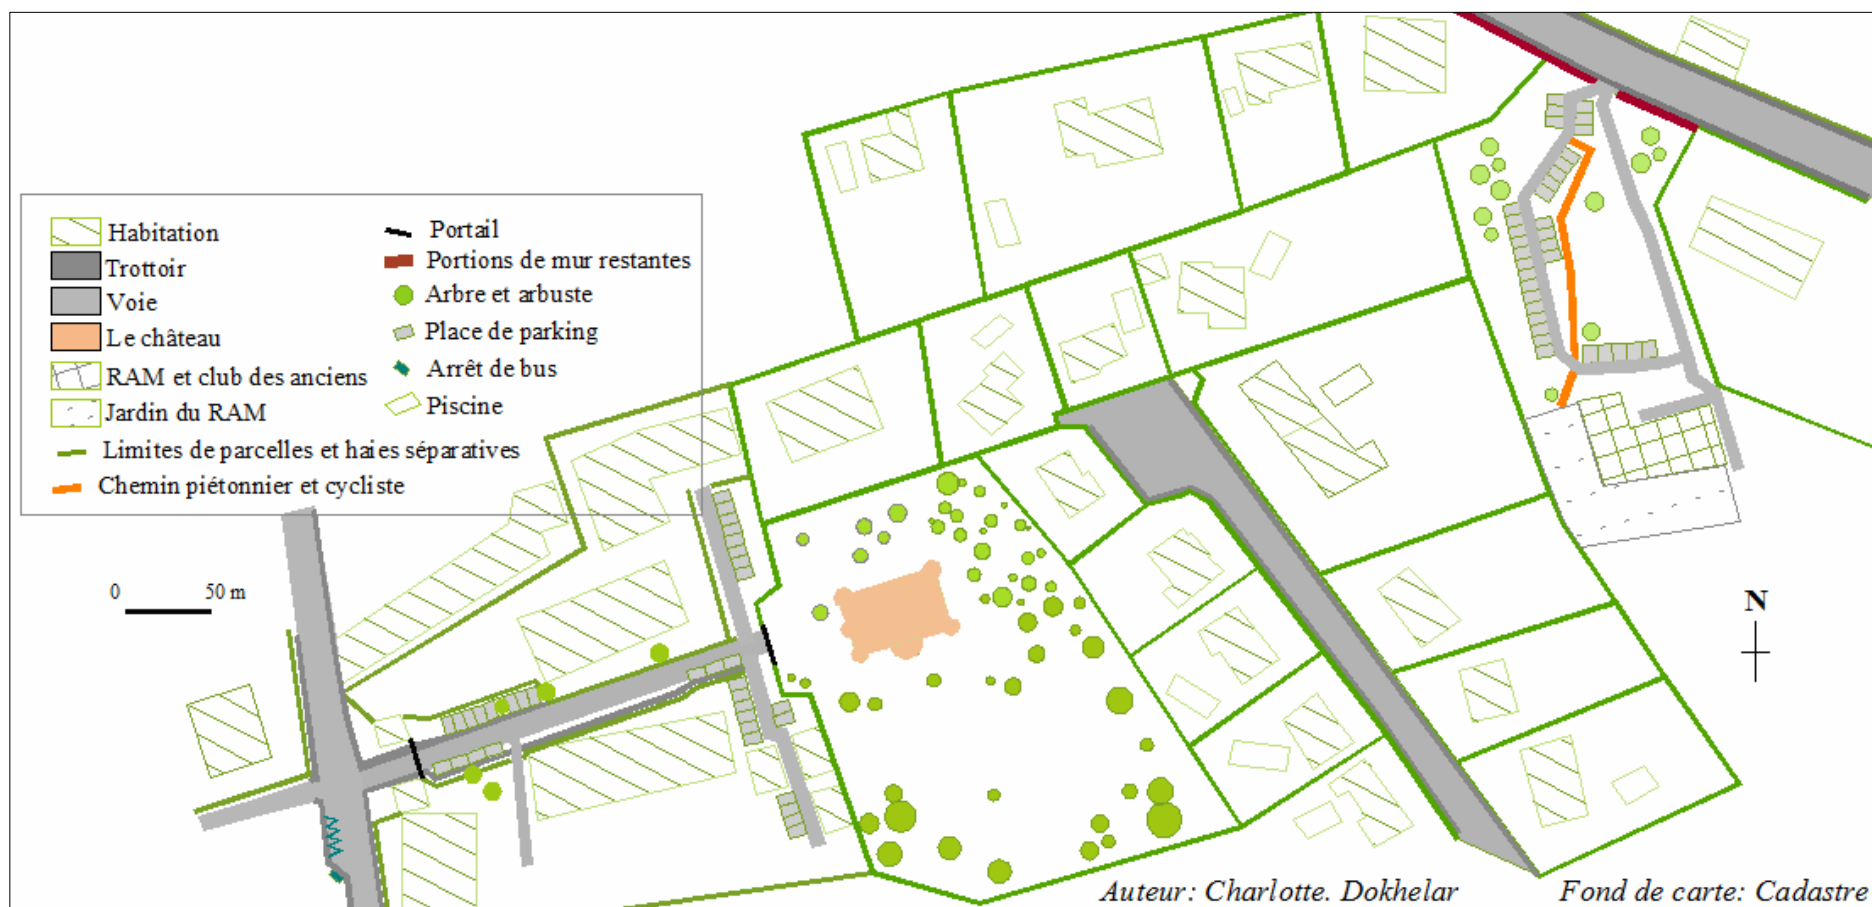 Habitation
Trottoir
Voie
Le château
RAM et club des anciens
Jardin du RAM
Limites de parcelles et haies séparatives
Chemin piétonnier et cycliste
Portail
Portions de mur restantes
Arbre et arbuste
Place de parking
Arrêt de bus
Piscine
0 50 m
N
Auteur: Charlotte. Dokhelar Fond de carte: Cadastre